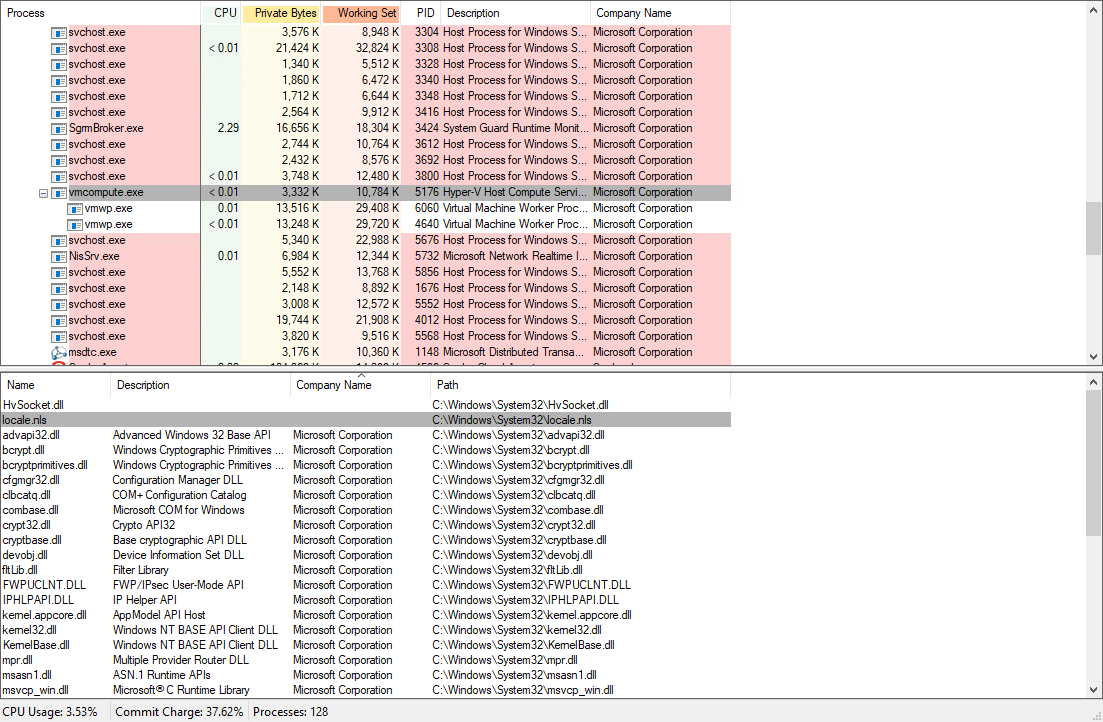 Process CPU Private Bytes Working Set PID Description Company Name
svchost.exe 3,576 K 8,948 K 3304 Host Process for Windows S... Microsoft Corporation
svchost.exe < 0.01 21,424 K 32,824 K 3308 Host Process for Windows S... Microsoft Corporation
svchost.exe 1,340 K 5,512 K 3328 Host Process for Windows S... Microsoft Corporation
svchost.exe 1,860 K 6,472 K 3340 Host Process for Windows S... Microsoft Corporation
svchost.exe 1,712 K 6,644 K 3348 Host Process for Windows S... Microsoft Corporation
svchost.exe 2,564 K 9,912 K 3416 Host Process for Windows S... Microsoft Corporation
SgrmBroker.exe 2.29 16,656 K 18,304 K 3424 System Guard Runtime Monit... Microsoft Corporation
svchost.exe 2,744 K 10,764 K 3612 Host Process for Windows S... Microsoft Corporation
svchost.exe 2,432 K 8,576 K 3692 Host Process for Windows S... Microsoft Corporation
svchost.exe < 0.01 3,748 K 12,480 K 3800 Host Process for Windows S... Microsoft Corporation
vmcompute.exe < 0.01 3,332 K 10,784 K 5176 Hyper-V Host Compute Servi... Microsoft Corporation
vmwp.exe 0.01 13,516 K 29,408 K 6060 Virtual Machine Worker Proc... Microsoft Corporation
vmwp.exe < 0.01 13,248 K 29,720 K 4640 Virtual Machine Worker Proc... Microsoft Corporation
svchost.exe 5,340 K 22,988 K 5676 Host Process for Windows S... Microsoft Corporation
NisSrv.exe 0.01 6,984 K 12,344 K 5732 Microsoft Network Realtime I... Microsoft Corporation
svchost.exe 5,552 K 13,768 K 5856 Host Process for Windows S... Microsoft Corporation
svchost.exe 2,148 K 8,892 K 1676 Host Process for Windows S... Microsoft Corporation
svchost.exe 3,008 K 12,572 K 5552 Host Process for Windows S... Microsoft Corporation
svchost.exe 19,744 K 21,908 K 4012 Host Process for Windows S... Microsoft Corporation
svchost.exe 3,820 K 9,516 K 5568 Host Process for Windows S... Microsoft Corporation
msdtc.exe 3,176 K 10,360 K 1148 Microsoft Distributed Transa... Microsoft Corporation
Name Description Company Name Path
HvSocket.dll C:\Windows\System32\HvSocket.dll
locale.nls C:\Windows\System32\locale.nls
advapi32.dll Advanced Windows 32 Base API Microsoft Corporation C:\Windows\System32\advapi32.dll
bcrypt.dll Windows Cryptographic Primitives ... Microsoft Corporation C:\Windows\System32\bcrypt.dll
bcryptprimitives.dll Windows Cryptographic Primitives ... Microsoft Corporation C:\Windows\System32\bcryptprimitives.dll
cfgmgr32.dll Configuration Manager DLL Microsoft Corporation C:\Windows\System32\cfgmgr32.dll
clbcatq.dll COM+ Configuration Catalog Microsoft Corporation C:\Windows\System32\clbcatq.dll
combase.dll Microsoft COM for Windows Microsoft Corporation C:\Windows\System32\combase.dll
crypt32.dll Crypto API32 Microsoft Corporation C:\Windows\System32\crypt32.dll
cryptbase.dll Base cryptographic API DLL Microsoft Corporation C:\Windows\System32\cryptbase.dll
devobj.dll Device Information Set DLL Microsoft Corporation C:\Windows\System32\devobj.dll
fltLib.dll Filter Library Microsoft Corporation C:\Windows\System32\fltLib.dll
FWPUCLNT.DLL FWP/IPsec User-Mode API Microsoft Corporation C:\Windows\System32\FWPUCLNT.DLL
IPHLPAPI.DLL IP Helper API Microsoft Corporation C:\Windows\System32\IPHLPAPI.DLL
kernel.appcore.dll AppModel API Host Microsoft Corporation C:\Windows\System32\kernel.appcore.dll
kernel32.dll Windows NT BASE API Client DLL Microsoft Corporation C:\Windows\System32\kernel32.dll
KernelBase.dll Windows NT BASE API Client DLL Microsoft Corporation C:\Windows\System32\KernelBase.dll
mpr.dll Multiple Provider Router DLL Microsoft Corporation C:\Windows\System32\mpr.dll
msasn1.dll ASN.1 Runtime APIs Microsoft Corporation C:\Windows\System32\msasn1.dll
msvcp_win.dll Microsoft® C Runtime Library Microsoft Corporation C:\Windows\System32\msvcp_win.dll
CPU Usage: 3.53% Commit Charge: 37.62% Processes: 128